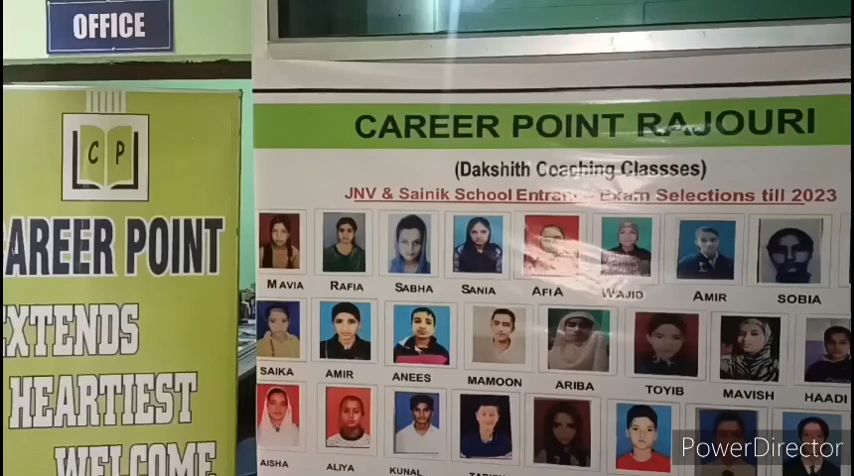 OFFICE
C P
CAREER POINT
EXTENDS
HEARTIEST
WELCOME
CAREER POINT RAJOURI
(Dakshith Coaching Classses)
JNV & Sainik School Entrance Exam Selections till 2023
MAVIA RAFIA SABHA SANIA AFIA WAJID AMIR SOBIA
SAIKA AMIR ANEES MAMOON ARIBA TOYIB MAVISH HAADI
AISHA ALIYA KUNAL
PowerDirector